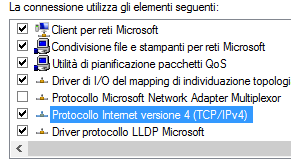 La connessione utilizza gli elementi seguenti:
Client per reti Microsoft
Condivisione file e stampanti per reti Microsoft
Utilità di pianificazione pacchetti QoS
Driver di I/O del mapping di individuazione topologi
Protocollo Microsoft Network Adapter Multiplexor
Protocollo Internet versione 4 (TCP/IPv4)
Driver protocollo LLDP Microsoft